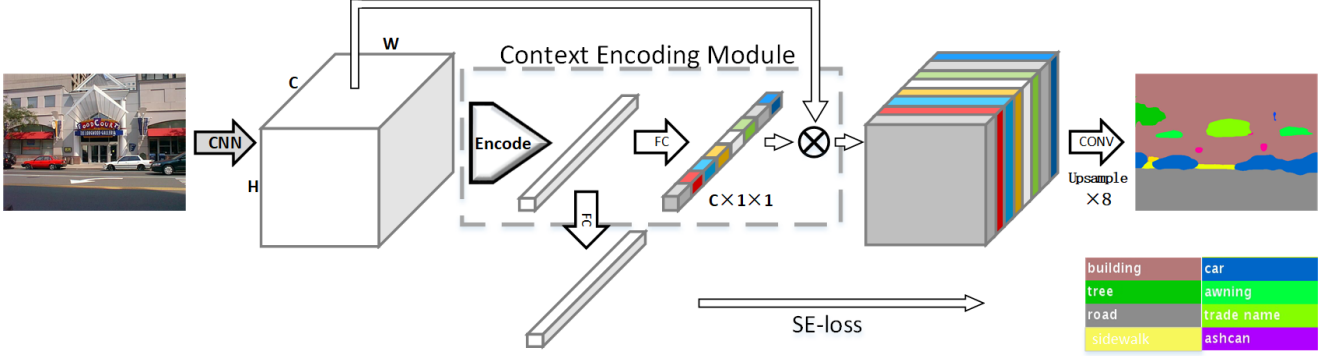 W
Context Encoding Module
C
FOODCOURT
CNN
Encode
FC
CONV
H
Upsample
×8
C×1×1
FC
building
car
tree
awning
road
trade name
sidewalk
ashcan
SE-loss